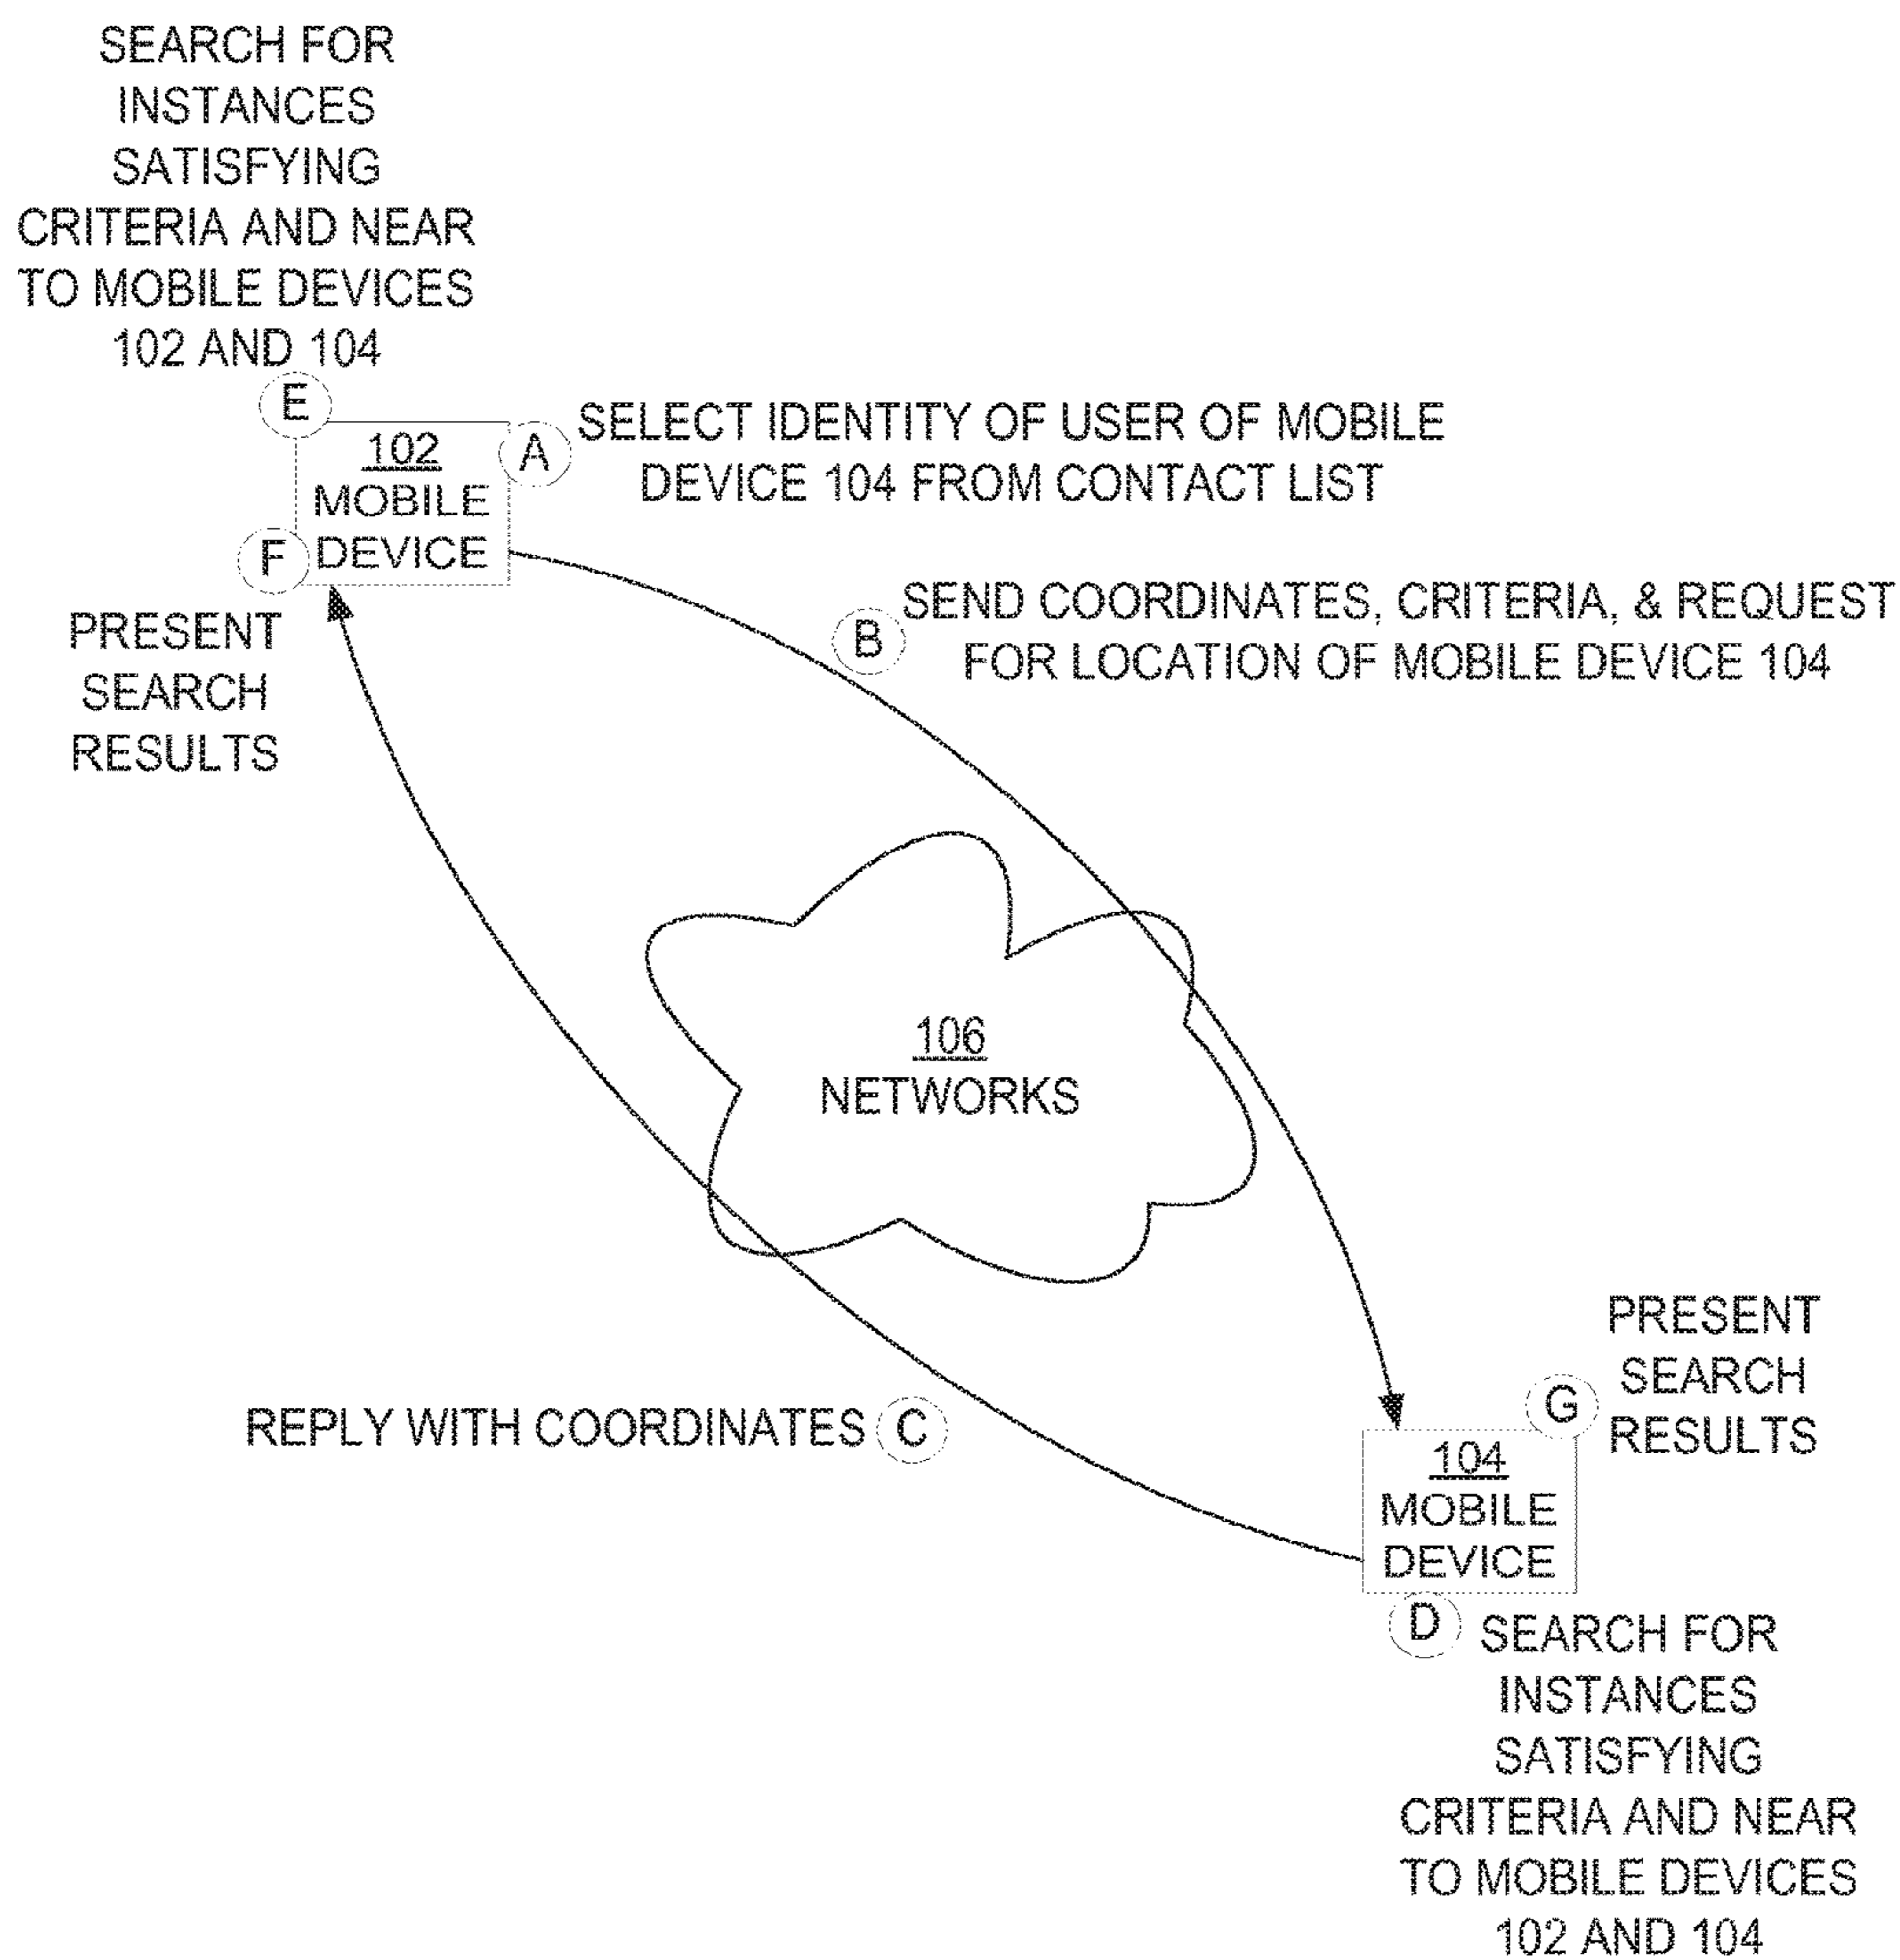 SEARCH FOR
INSTANCES
SATISFYING
CRITERIA AND NEAR
TO MOBILE DEVICES
102 AND 104
E
102
MOBILE
DEVICE
A
SELECT IDENTITY OF USER OF MOBILE
DEVICE 104 FROM CONTACT LIST
F
PRESENT
SEARCH
RESULTS
B
SEND COORDINATES, CRITERIA, & REQUEST
FOR LOCATION OF MOBILE DEVICE 104
106
NETWORKS
REPLY WITH COORDINATES
C
PRESENT
SEARCH
RESULTS
G
104
MOBILE
DEVICE
D
SEARCH FOR
INSTANCES
SATISFYING
CRITERIA AND NEAR
TO MOBILE DEVICES
102 AND 104